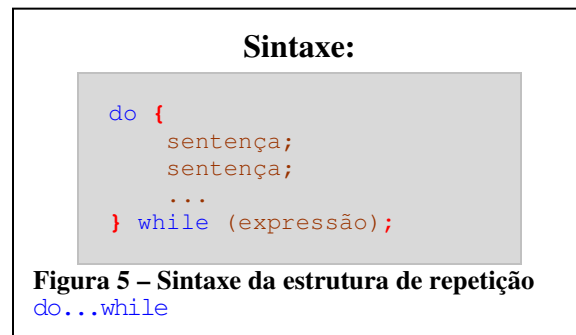 Sintaxe:
do {
sentença;
sentença;
...
} while (expressão);
Figura 5 – Sintaxe da estrutura de repetição
do...while